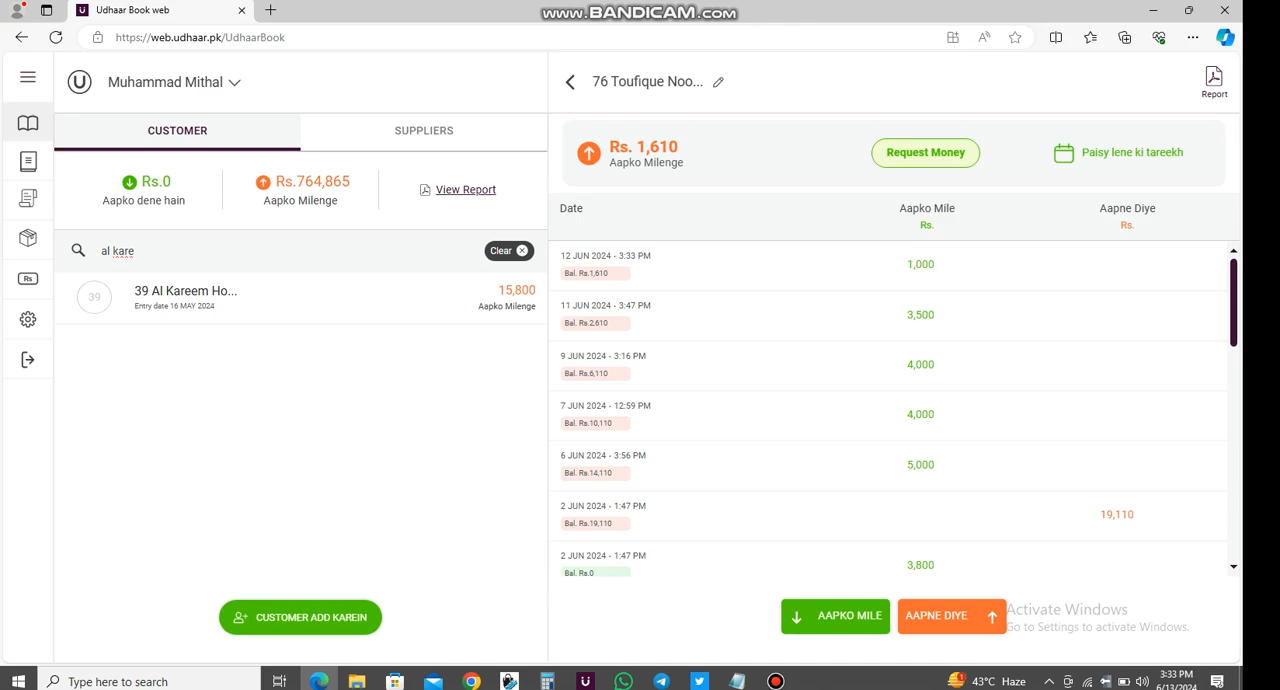 Udhaar Book web
www.BANDICAM.com
https://web.udhaar.pk/UdhaarBook
Muhammad Mithal
76 Toufique Noo...
Report
CUSTOMER
SUPPLIERS
Rs. 1,610
Aapko Milenge
Request Money
Paisy lene ki tareekh
Rs.0
Aapko dene hain
Rs.764,865
Aapko Milenge
View Report
Date
Aapko Mile
Rs.
Aapne Diye
Rs.
al kare
Clear
39
39 Al Kareem Ho...
Entry date 16 MAY 2024
15,800
Aapko Milenge
12 JUN 2024 - 3:33 PM
Bal. Rs.1,610
1,000
11 JUN 2024 - 3:47 PM
Bal. Rs.2,610
3,500
9 JUN 2024 - 3:16 PM
Bal. Rs.6,110
4,000
7 JUN 2024 - 12:59 PM
Bal. Rs.10,110
4,000
6 JUN 2024 - 3:56 PM
Bal. Rs.14,110
5,000
2 JUN 2024 - 1:47 PM
Bal. Rs.19,110
19,110
2 JUN 2024 - 1:47 PM
Bal. Rs.0
3,800
CUSTOMER ADD KAREIN
AAPKO MILE
AAPNE DIYE
Activate Windows
Go to Settings to activate Windows.
Type here to search
43°C Haze
3:33 PM
6/13/2024